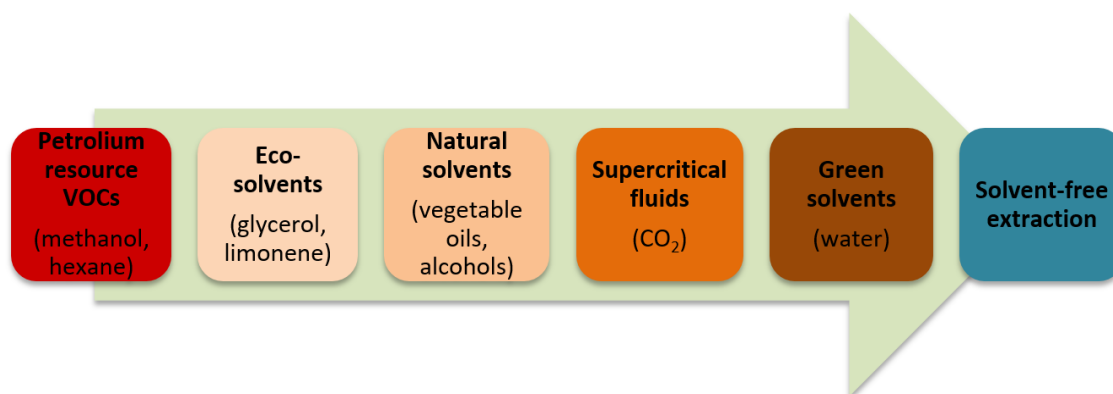 Petrolium
resource
VOCs
(methanol,
hexane)
Eco-
solvents
(glycerol,
limonene)
Natural
solvents
(vegetable
oils,
alcohols)
Supercritical
fluids
(CO₂)
Green
solvents
(water)
Solvent-free
extraction